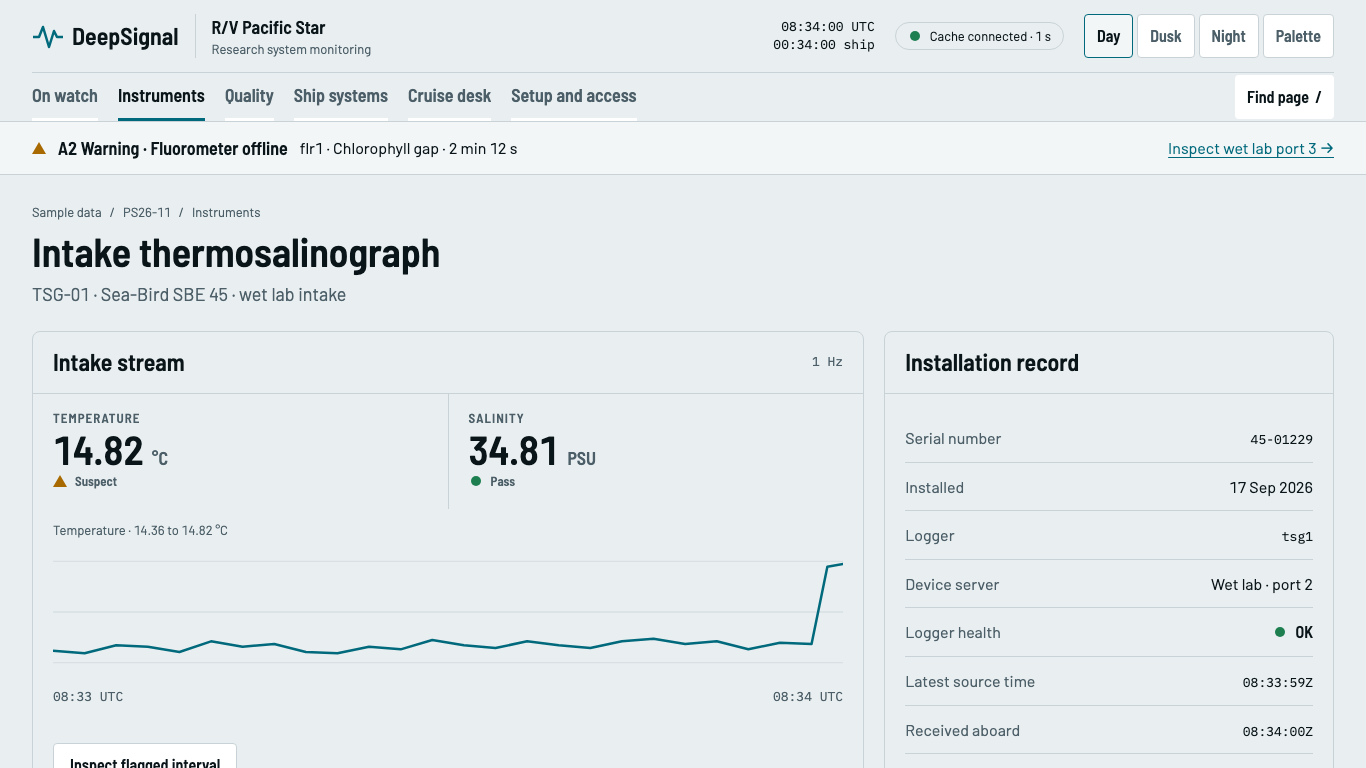 DeepSignal
R/V Pacific Star
Research system monitoring
08:34:00 UTC
00:34:00 ship
Cache connected · 1 s
Day
Dusk
Night
Palette
On watch
Instruments
Quality
Ship systems
Cruise desk
Setup and access
Find page /
A2 Warning · Fluorometer offline
flr1 · Chlorophyll gap · 2 min 12 s
Inspect wet lab port 3 →
Sample data / PS26-11 / Instruments
Intake thermosalinograph
TSG-01 · Sea-Bird SBE 45 · wet lab intake
Intake stream
1 Hz
TEMPERATURE
14.82 °C
Suspect
SALINITY
34.81 PSU
Pass
Temperature · 14.36 to 14.82 °C
08:33 UTC
08:34 UTC
Inspect flagged interval
Installation record
Serial number 45-01229
Installed 17 Sep 2026
Logger tsg1
Device server Wet lab · port 2
Logger health OK
Latest source time 08:33:59Z
Received aboard 08:34:00Z